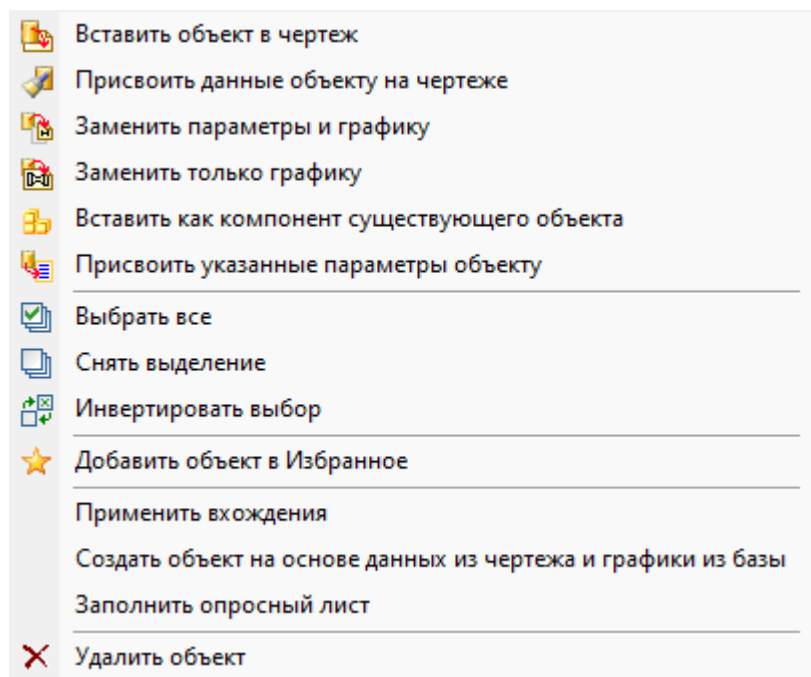 Вставить объект в чертеж
Присвоить данные объекту на чертеже
Заменить параметры и графику
Заменить только графику
Вставить как компонент существующего объекта
Присвоить указанные параметры объекту
Выбрать все
Снять выделение
Инвертировать выбор
Добавить объект в Избранное
Применить вхождения
Создать объект на основе данных из чертежа и графики из базы
Заполнить опросный лист
Удалить объект